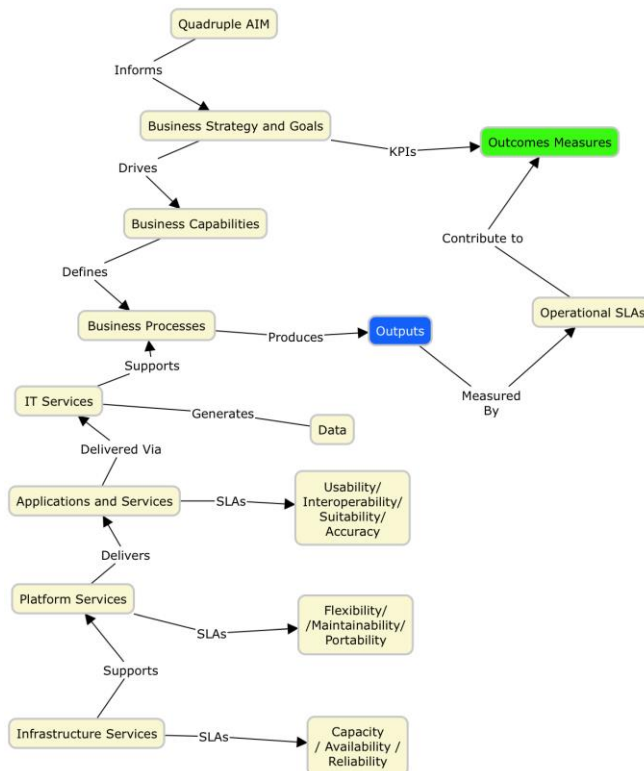 Quadruple AIM
Informs
Business Strategy and Goals
KPIs
Outcomes Measures
Drives
Business Capabilities
Contribute to
Defines
Operational SLAs
Business Processes
Produces
Outputs
Supports
Measured
By
IT Services
Generates
Data
Delivered Via
Applications and Services
SLAs
Usability/
Interoperability/
Suitability/
Accuracy
Delivers
Platform Services
SLAs
Flexibility/
/Maintainability/
Portability
Supports
Infrastructure Services
SLAs
Capacity
/ Availability /
Reliability